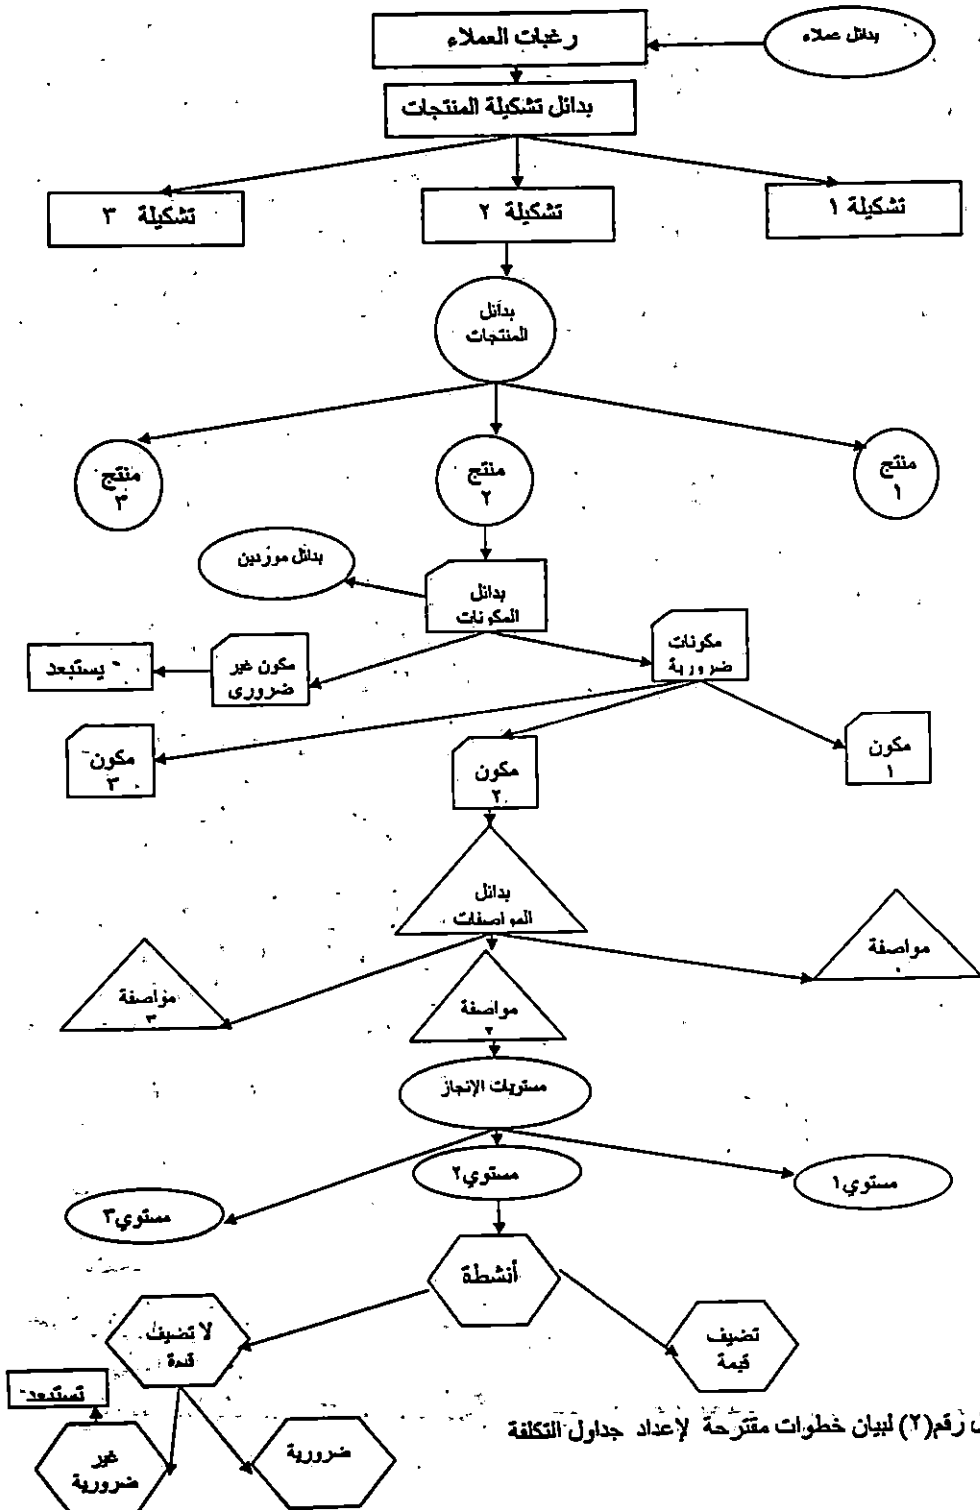 رغبات العملاء
بدائل عملاء
بدائل تشكيلة المنتجات
تشكيلة ١
تشكيلة ٢
تشكيلة ٣
بدائل
المنتجات
منتج
١
منتج
٢
منتج
٣
بدائل موردين
بدائل
المكونات
مكونات
ضرورية
مكون غير
ضرورى
يستبعد
مكون
١
مكون
٢
مكون
٣
بدائل
المواصفات
مواصفة
مواصفة
٢
مواصفة
٣
مستويات الإنجاز
مستوي١
مستوي٢
مستوي٣
أنشطة
تضيف
قيمة
لا تضيف
قيمة
تستبعد
غير
ضرورية
ضرورية
رقم(٢) لبيان خطوات مقترحة لإعداد جداول التكلفة